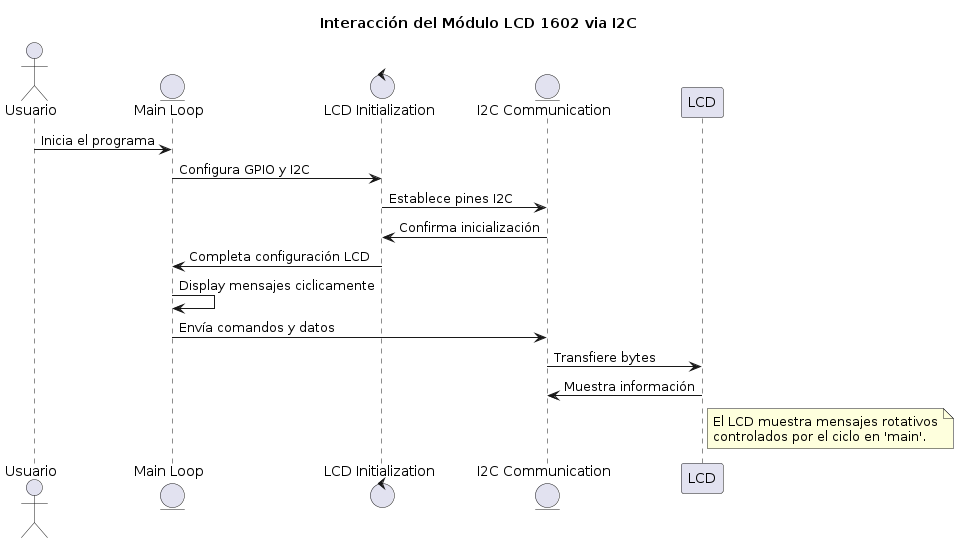 Interacción del Módulo LCD 1602 via I2C
Usuario
Main Loop
LCD Initialization
I2C Communication
LCD
Inicia el programa
Configura GPIO y I2C
Establece pines I2C
Confirma inicialización
Completa configuración LCD
Display mensajes ciclicamente
Envía comandos y datos
Transfiere bytes
Muestra información
El LCD muestra mensajes rotativos
controlados por el ciclo en 'main'.
Usuario
Main Loop
LCD Initialization
I2C Communication
LCD